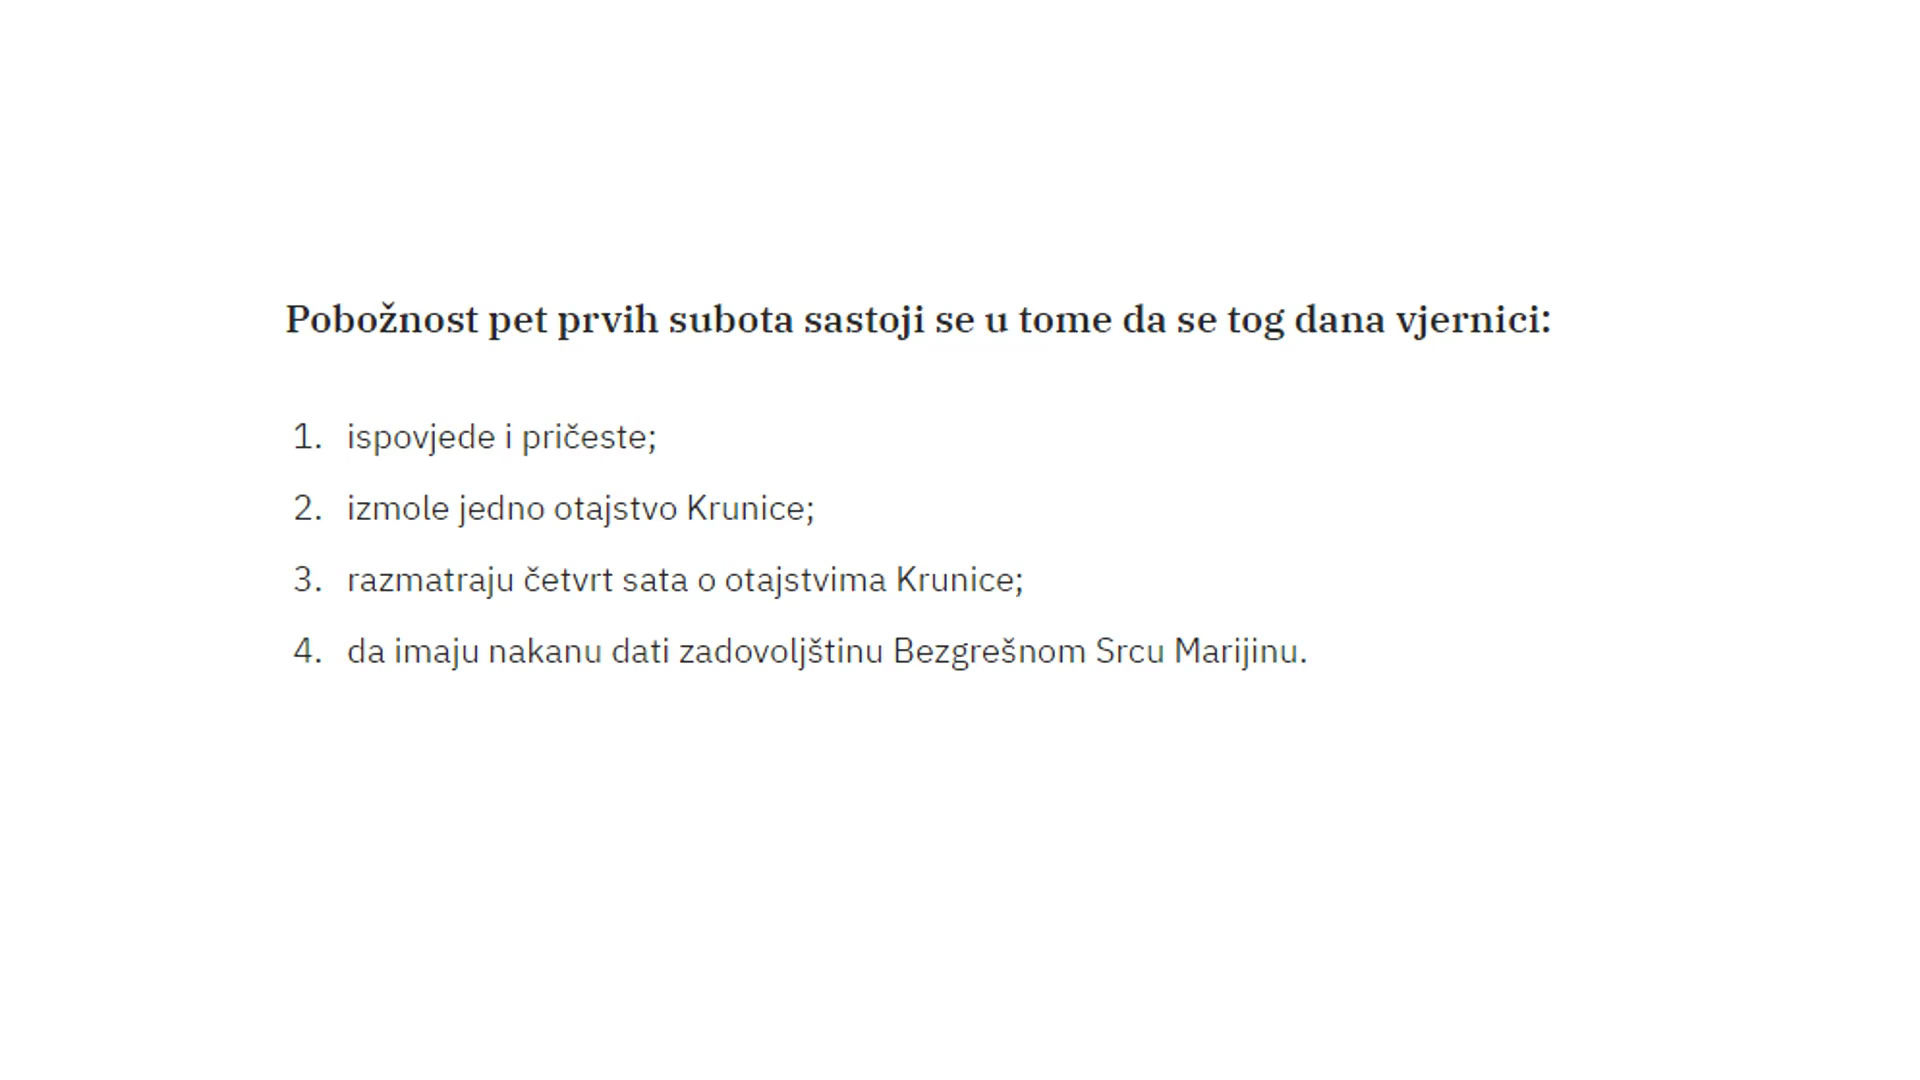 Pobožnost pet prvih subota sastoji se u tome da se tog dana vjernici:
1. ispovjede i pričeste;
2. izmole jedno otajstvo Krunice;
3. razmatraju četvrt sata o otajstvima Krunice;
4. da imaju nakanu dati zadovoljštinu Bezgrešnom Srcu Marijinu.